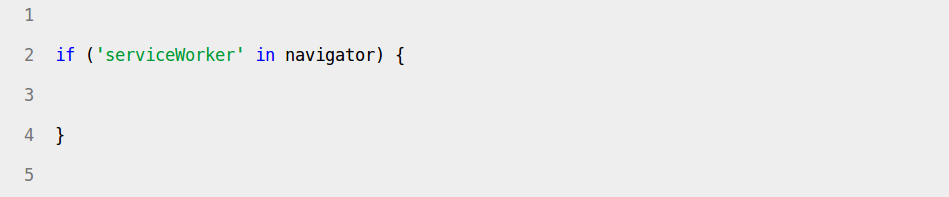 1
2 if ('serviceWorker' in navigator) {
3
4 }
5